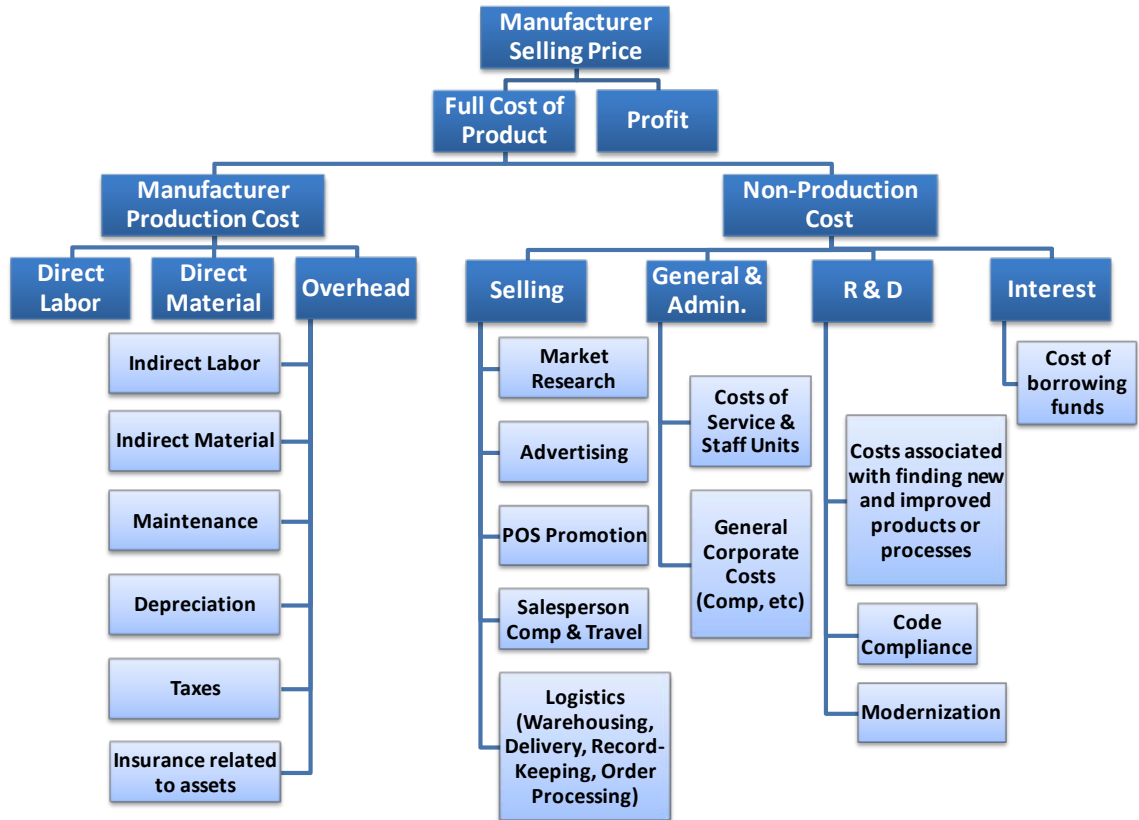 Manufacturer
Selling Price
Full Cost of
Product
Profit
Manufacturer
Production Cost
Non-Production
Cost
Direct
Labor
Direct
Material
Overhead
Selling
General &
Admin.
R & D
Interest
Indirect Labor
Indirect Material
Maintenance
Depreciation
Taxes
Insurance related
to assets
Market
Research
Advertising
POS Promotion
Salesperson
Comp & Travel
Logistics
(Warehousing,
Delivery, Record-
Keeping, Order
Processing)
Costs of
Service &
Staff Units
General
Corporate
Costs
(Comp, etc)
Costs associated
with finding new
and improved
products or
processes
Code
Compliance
Modernization
Cost of
borrowing
funds